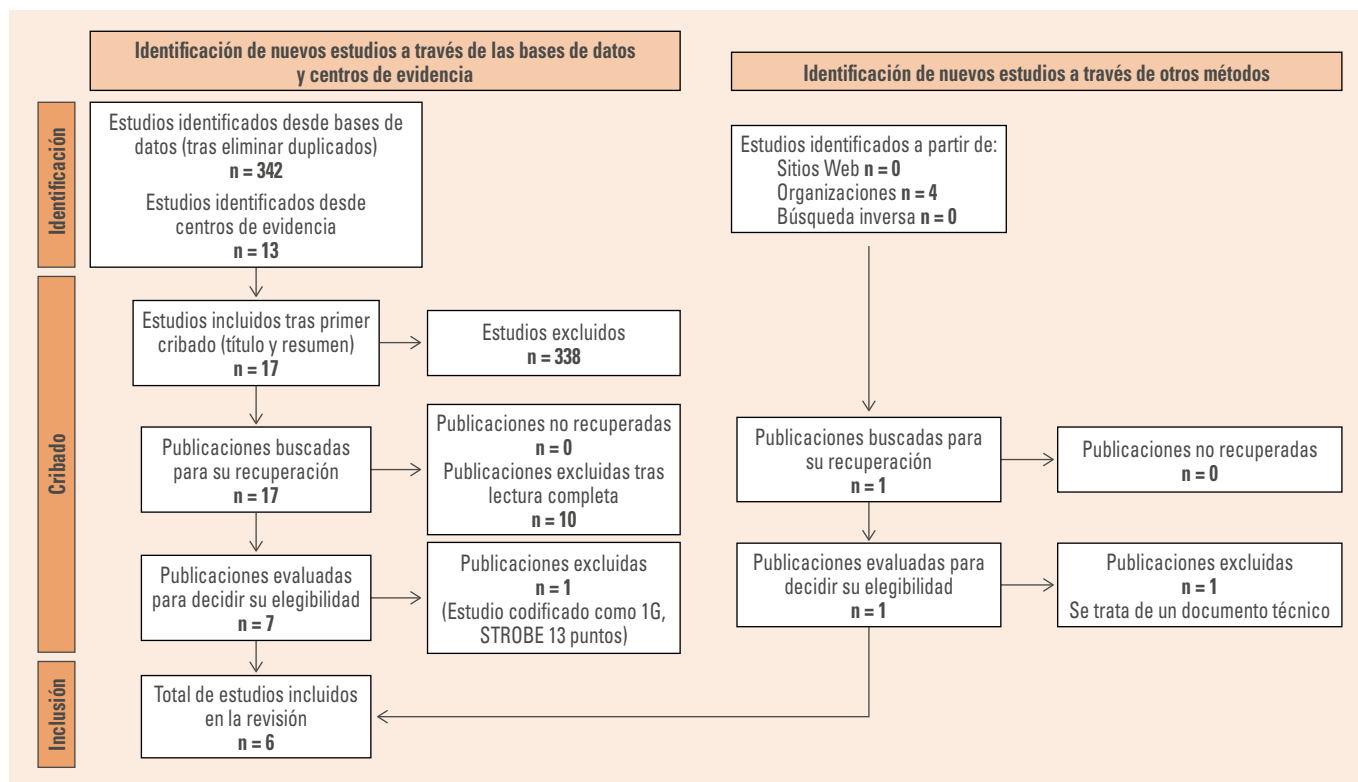 Identificación de nuevos estudios a través de las bases de datos
y centros de evidencia
Identificación de nuevos estudios a través de otros métodos
Identificación
Estudios identificados desde bases de
datos (tras eliminar duplicados)
n = 342
Estudios identificados desde
centros de evidencia
n = 13
Estudios identificados a partir de:
Sitios Web n = 0
Organizaciones n = 4
Búsqueda inversa n = 0
Cribado
Estudios incluidos tras primer
cribado (título y resumen)
n = 17
Estudios excluidos
n = 338
Publicaciones buscadas
para su recuperación
n = 17
Publicaciones no recuperadas
n = 0
Publicaciones excluidas tras
lectura completa
n = 10
Publicaciones buscadas para
su recuperación
n = 1
Publicaciones no recuperadas
n = 0
Publicaciones evaluadas
para decidir su elegibilidad
n = 7
Publicaciones excluidas
n = 1
(Estudio codificado como 1G,
STROBE 13 puntos)
Publicaciones evaluadas para
decidir su elegibilidad
n = 1
Publicaciones excluidas
n = 1
Se trata de un documento técnico
Inclusión
Total de estudios incluidos
en la revisión
n = 6